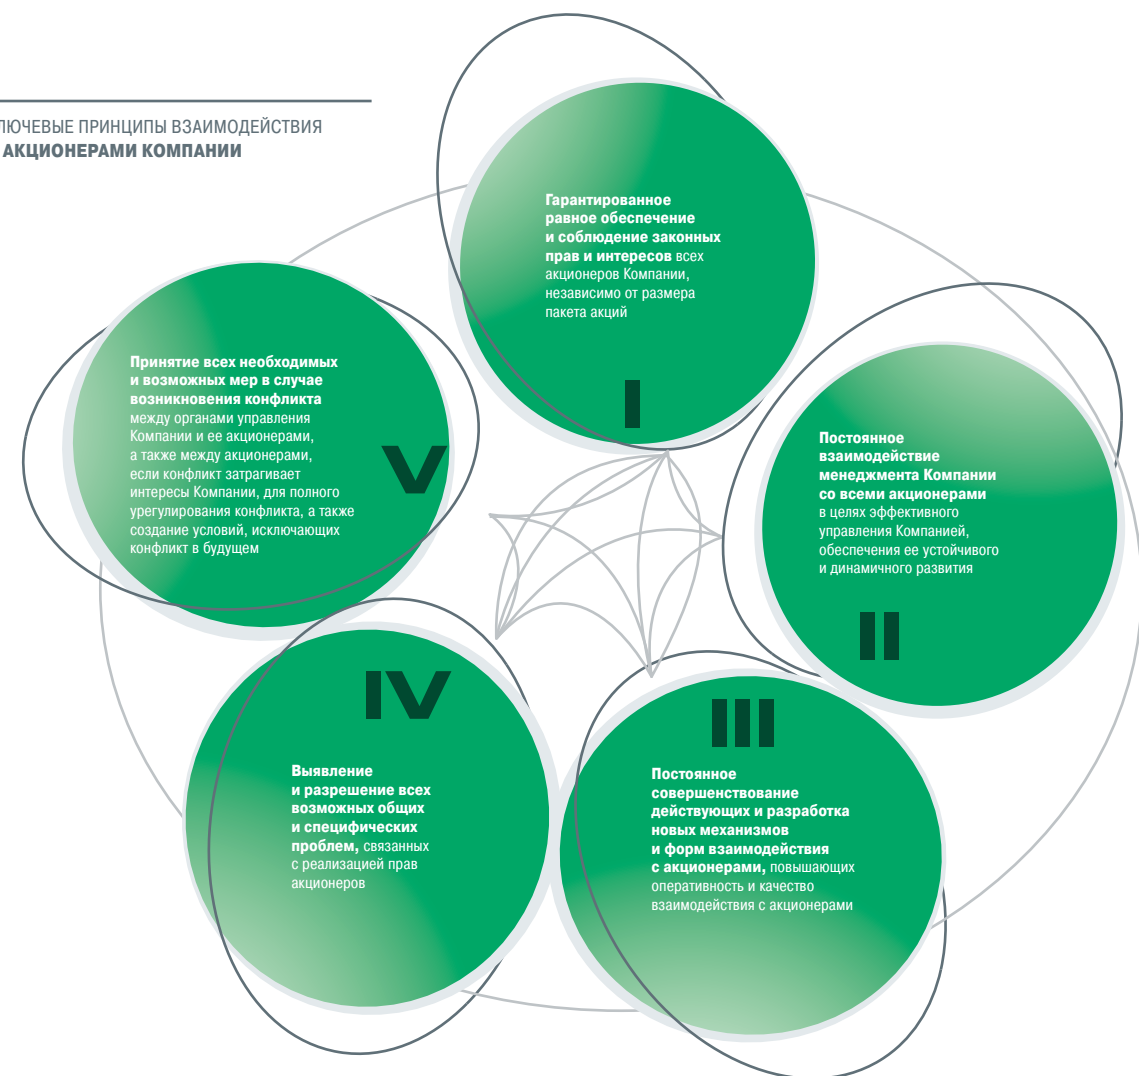 ЛЮЧЕВЫЕ ПРИНЦИПЫ ВЗАИМОДЕЙСТВИЯ
АКЦИОНЕРАМИ КОМПАНИИ
Гарантированное
равное обеспечение
и соблюдение законных
прав и интересов всех
акционеров Компании,
независимо от размера
пакета акций
I
Постоянное
взаимодействие
менеджмента Компании
со всеми акционерами
в целях эффективного
управления Компанией,
обеспечения ее устойчивого
и динамичного развития
II
III
Постоянное
совершенствование
действующих и разработка
новых механизмов
и форм взаимодействия
с акционерами, повышающих
оперативность и качество
взаимодействия с акционерами
IV
Выявление
и разрешение всех
возможных общих
и специфических
проблем, связанных
с реализацией прав
акционеров
Принятие всех необходимых
и возможных мер в случае
возникновения конфликта
между органами управления
Компании и ее акционерами,
а также между акционерами,
если конфликт затрагивает
интересы Компании, для полного
урегулирования конфликта, а также
создание условий, исключающих
конфликт в будущем
V